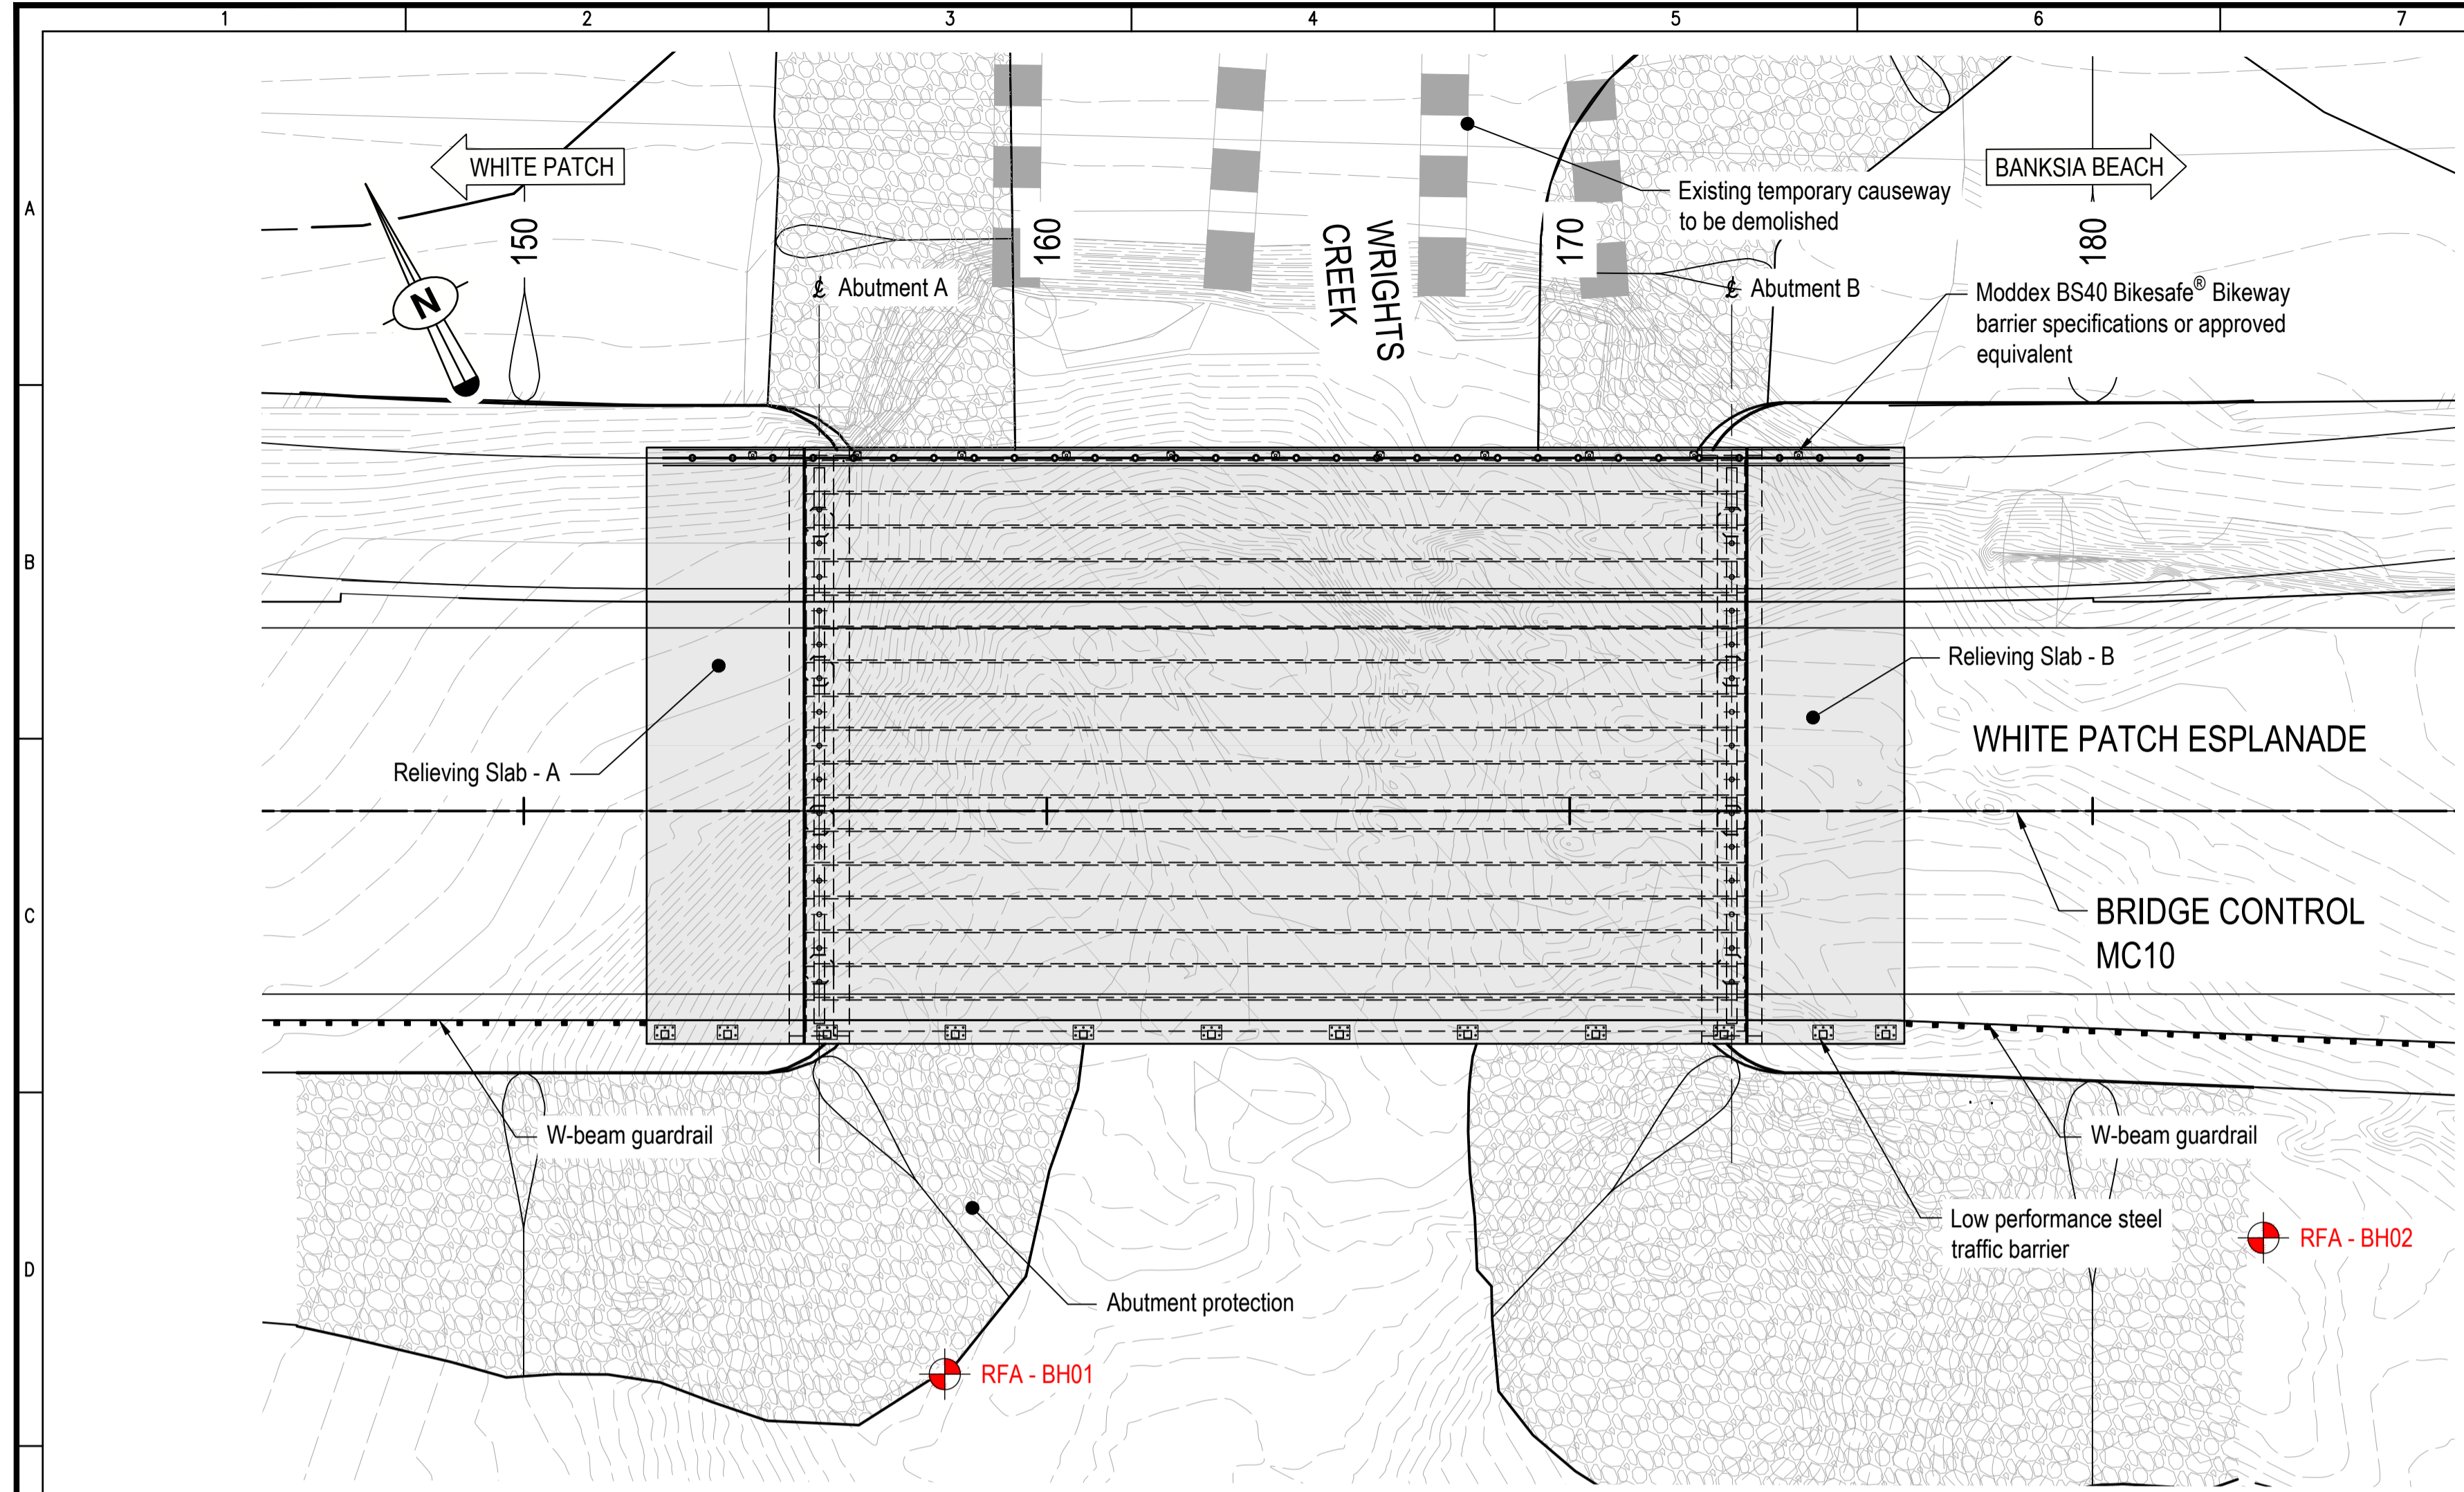 1 2 3 4 5 6 7
A
B
C
D
WHITE PATCH
BANKSIA BEACH
N
150
160
170
180
℄ Abutment A
WRIGHTS
CREEK
Existing temporary causeway
to be demolished
℄ Abutment B
Moddex BS40 Bikesafe® Bikeway
barrier specifications or approved
equivalent
Relieving Slab - B
WHITE PATCH ESPLANADE
Relieving Slab - A
BRIDGE CONTROL
MC10
W-beam guardrail
W-beam guardrail
Low performance steel
traffic barrier
RFA - BH02
Abutment protection
RFA - BH01